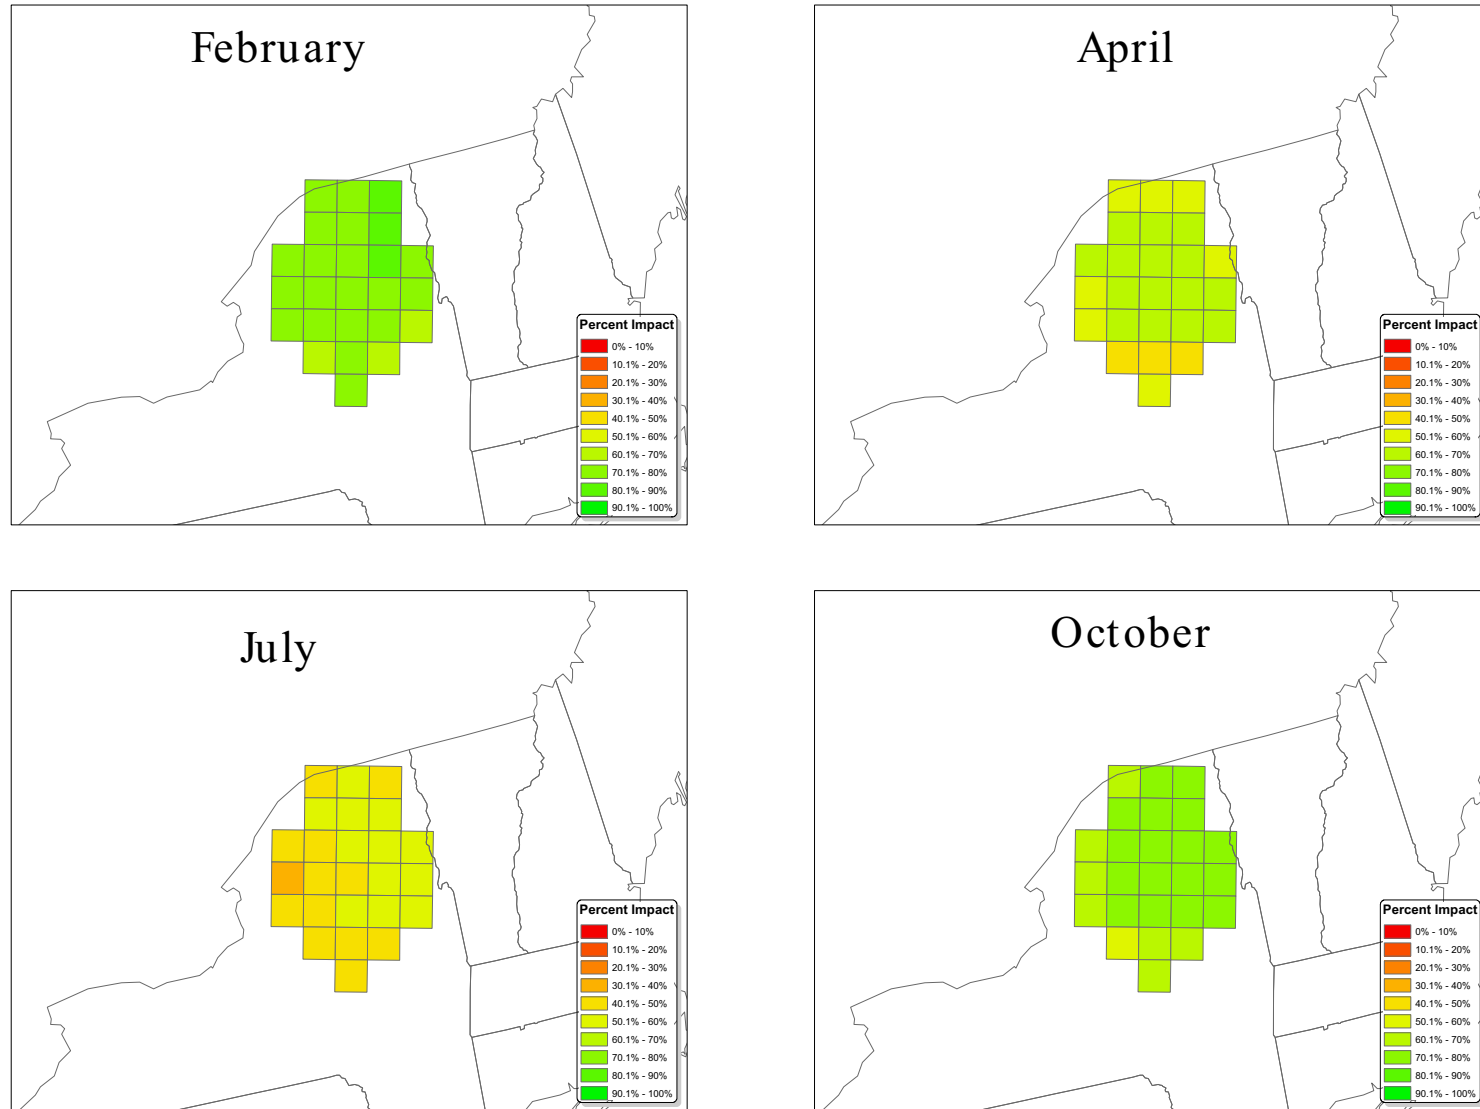 February
Percent Impact
0% - 10%
10.1% - 20%
20.1% - 30%
30.1% - 40%
40.1% - 50%
50.1% - 60%
60.1% - 70%
70.1% - 80%
80.1% - 90%
90.1% - 100%
April
Percent Impact
0% - 10%
10.1% - 20%
20.1% - 30%
30.1% - 40%
40.1% - 50%
50.1% - 60%
60.1% - 70%
70.1% - 80%
80.1% - 90%
90.1% - 100%
July
Percent Impact
0% - 10%
10.1% - 20%
20.1% - 30%
30.1% - 40%
40.1% - 50%
50.1% - 60%
60.1% - 70%
70.1% - 80%
80.1% - 90%
90.1% - 100%
October
Percent Impact
0% - 10%
10.1% - 20%
20.1% - 30%
30.1% - 40%
40.1% - 50%
50.1% - 60%
60.1% - 70%
70.1% - 80%
80.1% - 90%
90.1% - 100%